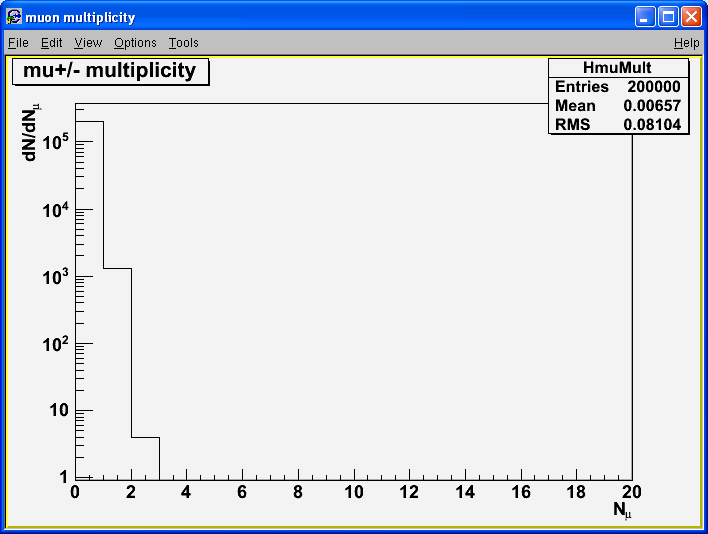 muon multiplicity
File Edit View Options Tools Help
mu+/- multiplicity
HmuMult
Entries 200000
Mean 0.00657
RMS 0.08104
dN/dNμ
10⁵
10⁴
10³
10²
10
1
0 2 4 6 8 10 12 14 16 18 20
Nμ